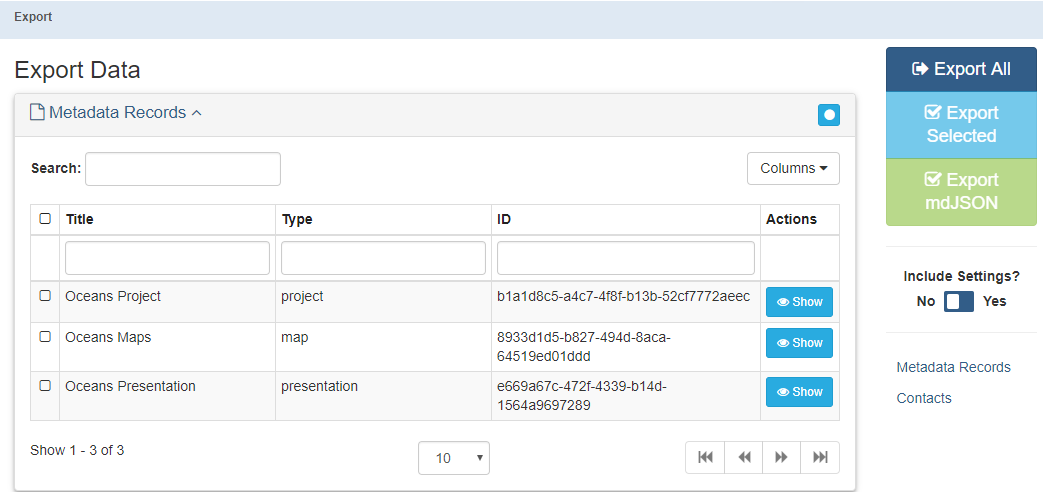 Export
Export Data
Metadata Records
Search:
Columns
Title Type ID Actions
Oceans Project project b1a1d8c5-a4c7-4f8f-b13b-52cf7772aeec Show
Oceans Maps map 8933d1d5-b827-494d-8aca-
64519ed01ddd
Show
Oceans Presentation presentation e669a67c-472f-4339-b14d-
1564a9697289
Show
Show 1 - 3 of 3
10
Export All
Export
Selected
Export
mdJSON
Include Settings?
No Yes
Metadata Records
Contacts